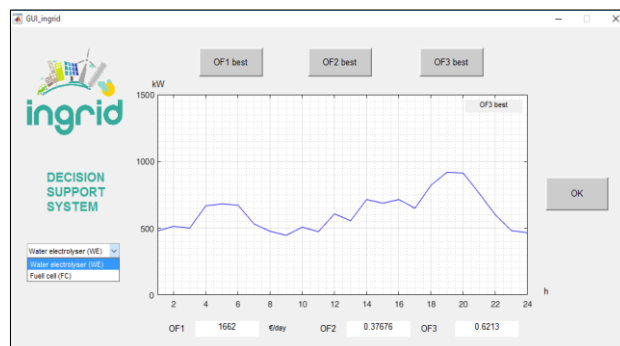 GUI_ingrid
OF1 best
OF2 best
OF3 best
kW
ingrid
DECISION
SUPPORT
SYSTEM
Water electrolyser (WE)
Water electrolyser (WE)
Fuell cell (FC)
1500
1000
500
0
OF3 best
2 4 6 8 10 12 14 16 18 20 22 24
h
OK
OF1 1662 €/day OF2 0.37676 OF3 0.6213